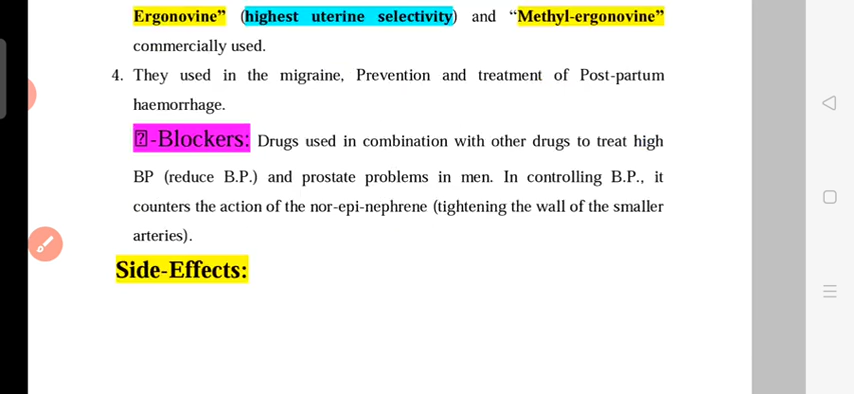 Ergonovine” (highest uterine selectivity) and “Methyl-ergonovine”
commercially used.
4. They used in the migraine, Prevention and treatment of Post-partum
haemorrhage.
-Blockers: Drugs used in combination with other drugs to treat high
BP (reduce B.P.) and prostate problems in men. In controlling B.P., it
counters the action of the nor-epi-nephrene (tightening the wall of the smaller
arteries).
Side-Effects: